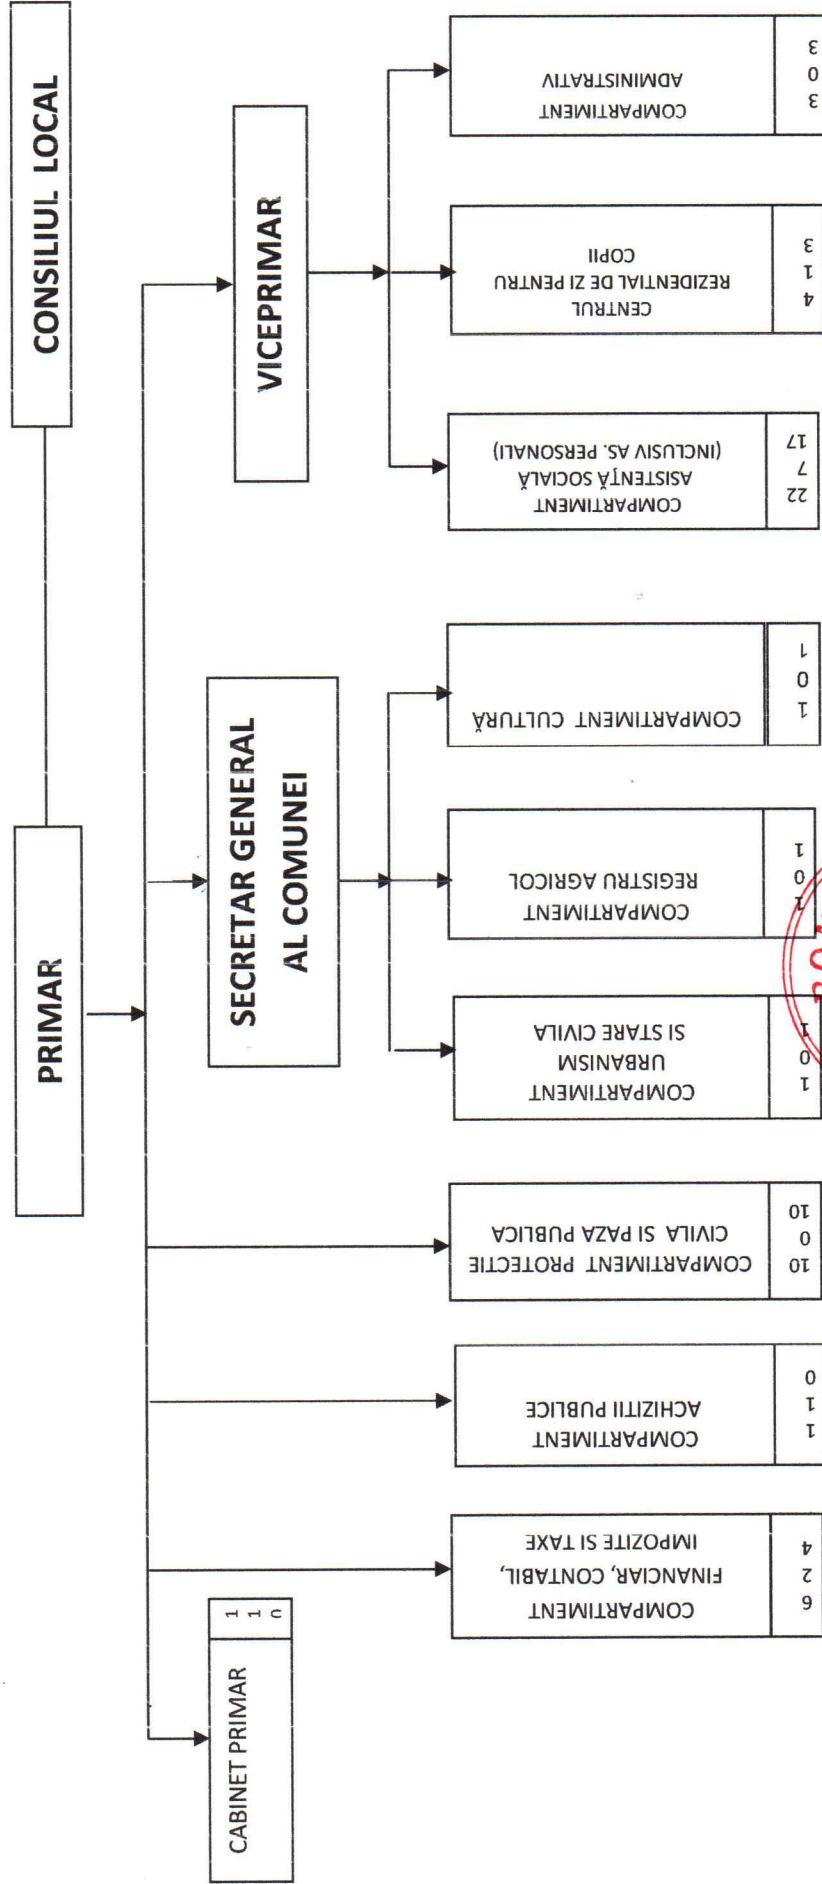 PRIMAR
CONSILIUL LOCAL
CABINET PRIMAR
1
1
0
SECRETAR GENERAL
AL COMUNEI
VICEPRIMAR
COMPARTIMENT
FINANCIAR, CONTABIL,
IMPOZITE SI TAXE
6
2
4
COMPARTIMENT
ACHIZITII PUBLICE
1
1
0
COMPARTIMENT PROTECTIE
CIVILA SI PAZA PUBLICA
10
0
10
COMPARTIMENT
URBANISM
SI STARE CIVILA
1
0
1
COMPARTIMENT
REGISTRU AGRICOL
1
0
1
COMPARTIMENT CULTURĂ
1
0
1
COMPARTIMENT
ASISTENŢĂ SOCIALĂ
(INCLUSIV AS. PERSONALI)
22
7
17
CENTRUL
REZIDENTIAL DE ZI PENTRU
COPII
4
1
3
COMPARTIMENT
ADMINISTRATIV
3
0
3